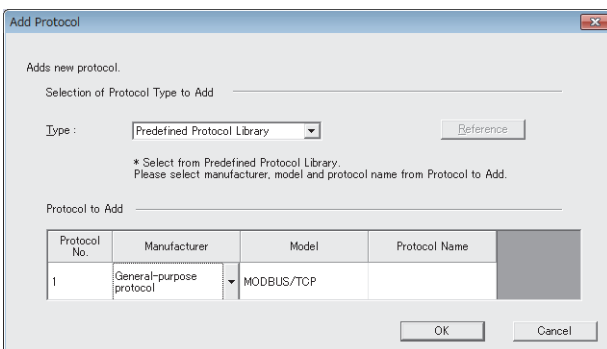 Add Protocol
Adds new protocol.
Selection of Protocol Type to Add
Type :
Predefined Protocol Library
Reference
* Select from Predefined Protocol Library.
Please select manufacturer, model and protocol name from Protocol to Add.
Protocol to Add
Protocol No. Manufacturer Model Protocol Name
1 General-purpose protocol MODBUS/TCP
OK Cancel